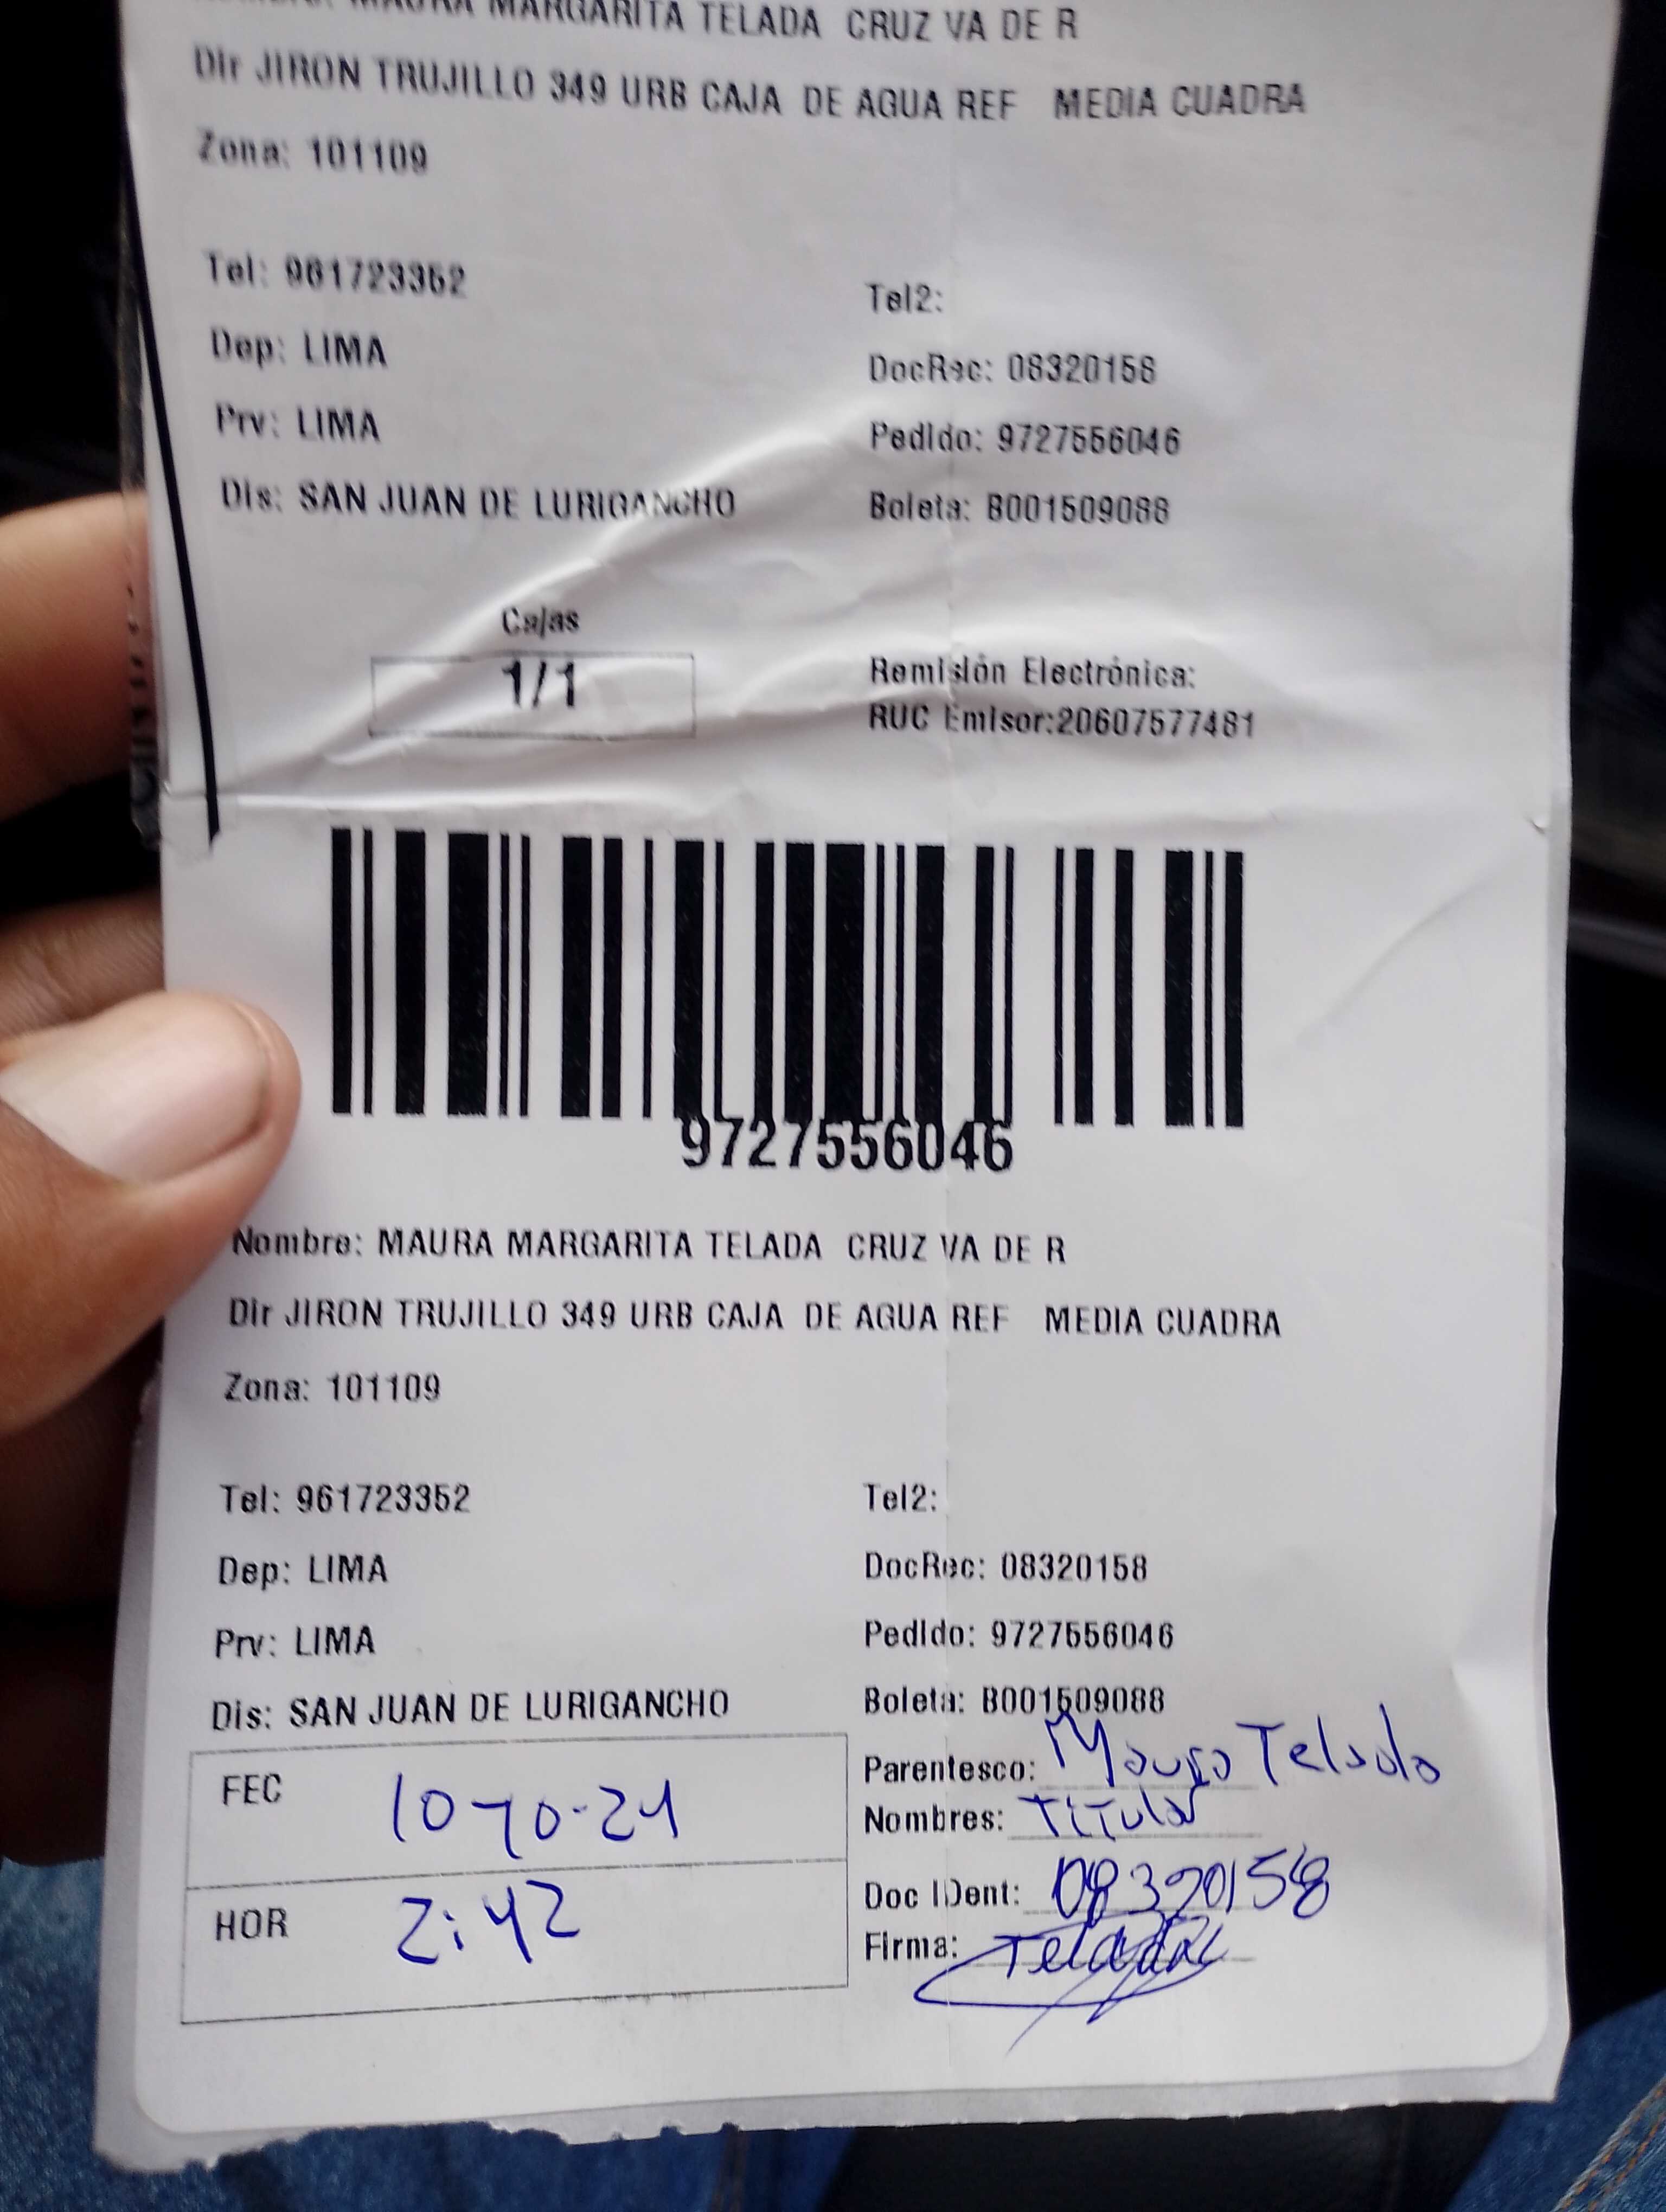 MAURA MARGARITA TELADA CRUZ VA DE R
Dir JIRON TRUJILLO 349 URB CAJA DE AGUA REF MEDIA CUADRA
Zona: 101109
Tel: 961723352
Tel2:
Dep: LIMA
DocRec: 08320158
Prv: LIMA
Pedido: 9727556046
Dis: SAN JUAN DE LURIGANCHO
Boleta: B001509088
Cajas
1/1
Remisión Electrónica:
RUC Emisor:20607577481
9727556046
Nombre: MAURA MARGARITA TELADA CRUZ VA DE R
Dir JIRON TRUJILLO 349 URB CAJA DE AGUA REF MEDIA CUADRA
Zona: 101109
Tel: 961723352
Tel2:
Dep: LIMA
DocRec: 08320158
Prv: LIMA
Pedido: 9727556046
Dis: SAN JUAN DE LURIGANCHO
Boleta: B001509088
FEC 10-10-24
Parentesco: Maura Telada
Nombres: Titular
HOR 2:42
Doc IDent: 08320158
Firma: Telada